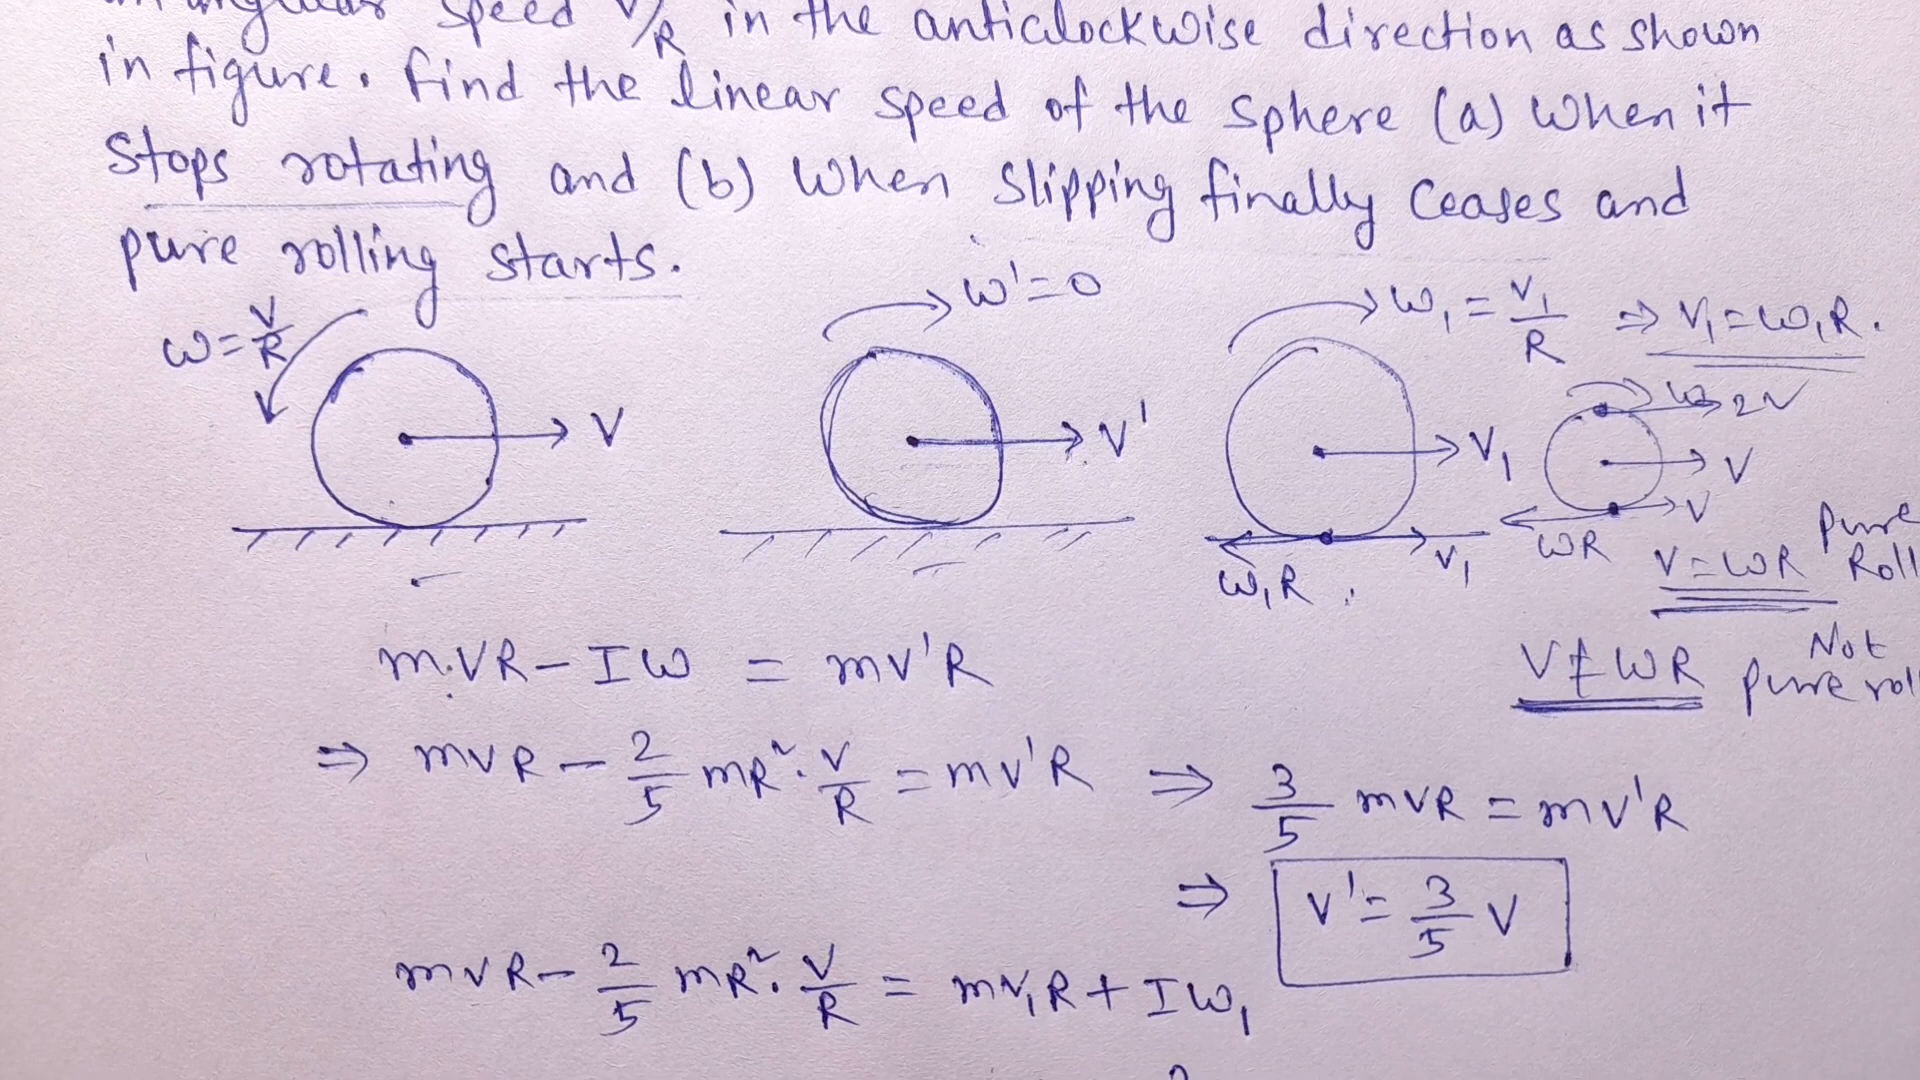 angular speed V/R in the anticlockwise direction as shown
in figure. Find the linear speed of the sphere (a) When it
stops rotating and (b) When slipping finally ceases and
pure rolling starts.
ω = V/R
V
ω' = 0
V'
ω₁ = V₁/R ⇒ V₁ = ω₁R.
V₁
ω₁R.
V₁
ω
2V
V
V
ωR
V = ωR Pure Roll
V ≠ ωR Not pure roll
m.VR - Iω = mV'R
⇒ mVR - 2/5 mR². V/R = mV'R ⇒ 3/5 mVR = mV'R
⇒ V' = 3/5 V
mVR - 2/5 mR². V/R = mV₁R + Iω₁